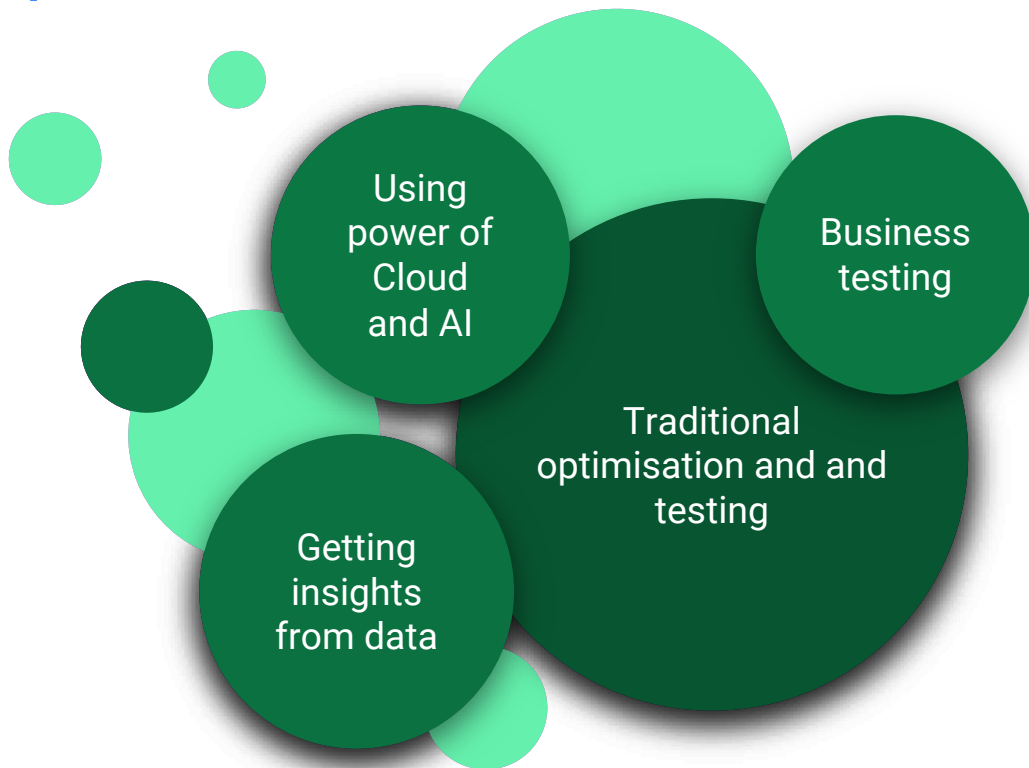 Using
power of
Cloud
and AI
Business
testing
Traditional
optimisation and and
testing
Getting
insights
from data